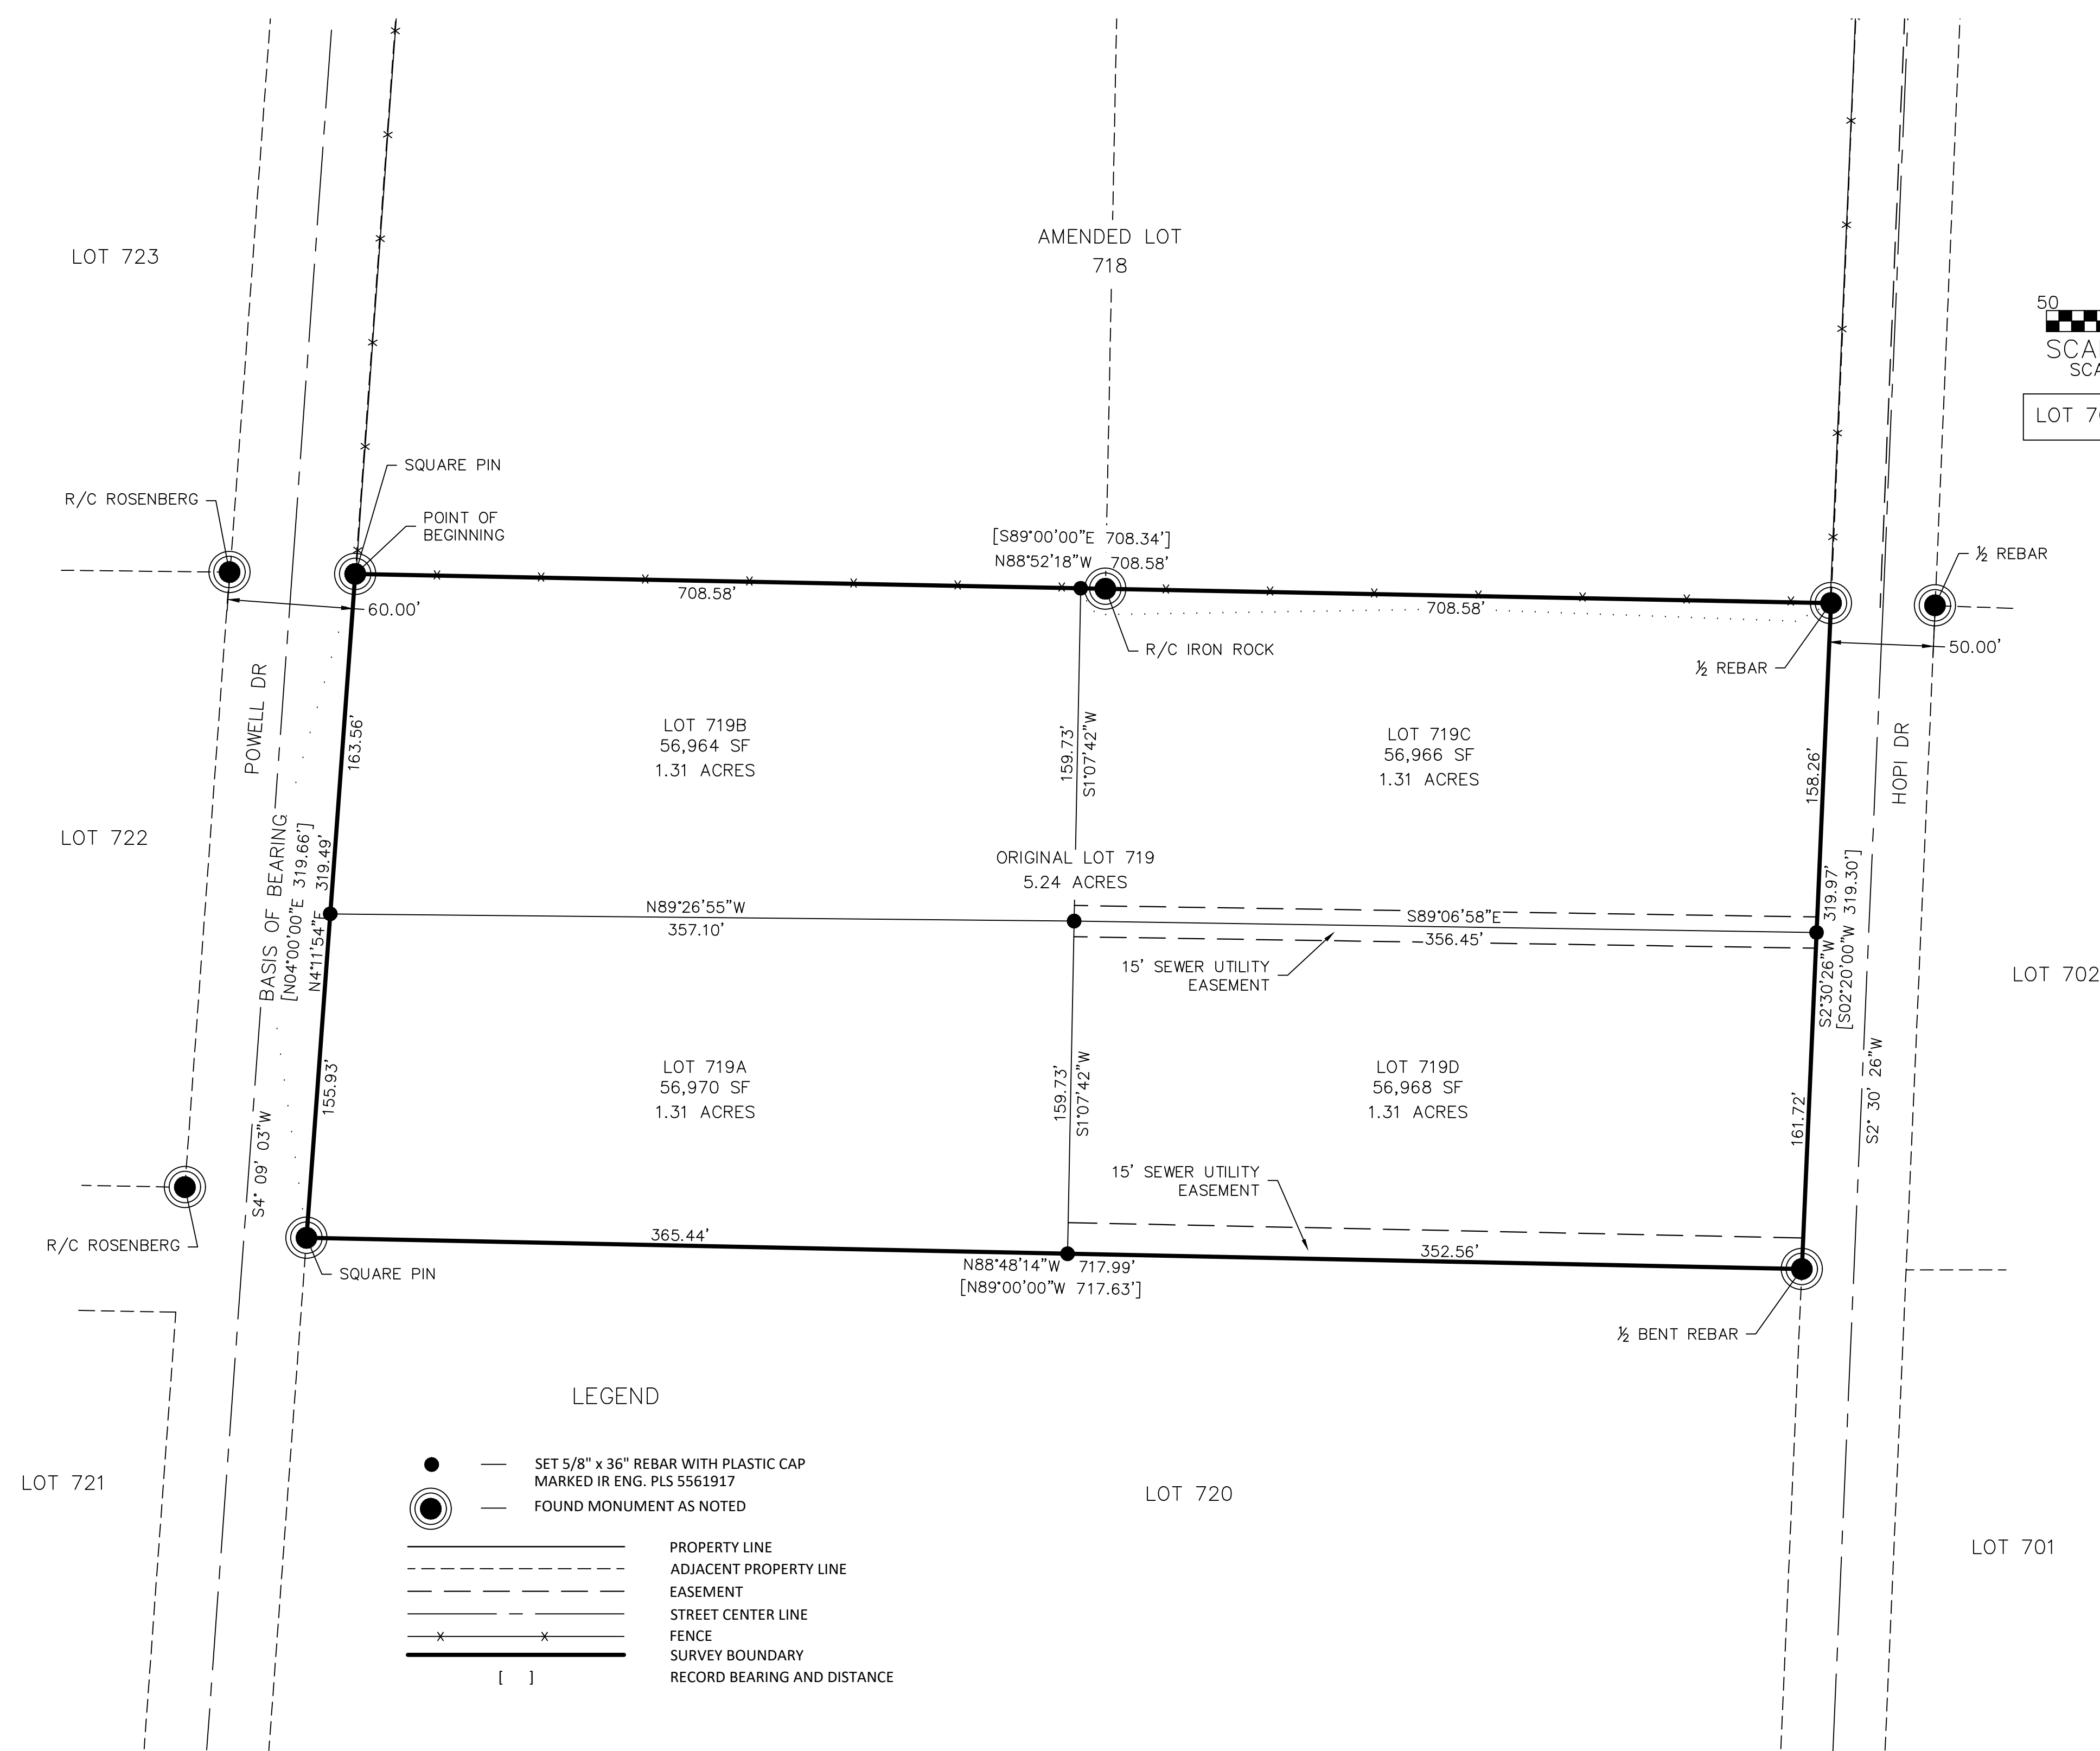 LOT 723
AMENDED LOT
718
50
SCA
SCA
LOT 7
SQUARE PIN
R/C ROSENBERG
POINT OF
BEGINNING
[S89°00'00"E 708.34']
N88°52'18"W 708.58'
½ REBAR
708.58'
708.58'
60.00'
R/C IRON ROCK
½ REBAR
50.00'
POWELL DR
163.56'
LOT 719B
56,964 SF
1.31 ACRES
159.73'
S1°07'42"W
LOT 719C
56,966 SF
1.31 ACRES
158.26'
HOPI DR
LOT 722
BASIS OF BEARING
[N04°00'00"E 319.66']
N4°11'54"E 319.49'
ORIGINAL LOT 719
5.24 ACRES
N89°26'55"W
357.10'
S89°06'58"E
356.45'
15' SEWER UTILITY
EASEMENT
S2°30'26"W 319.97'
[S02°20'00"W 319.30']
LOT 702
155.93'
LOT 719A
56,970 SF
1.31 ACRES
159.73'
S1°07'42"W
LOT 719D
56,968 SF
1.31 ACRES
161.72'
S2° 30' 26"W
S4° 09' 03"W
15' SEWER UTILITY
EASEMENT
R/C ROSENBERG
SQUARE PIN
365.44'
352.56'
N88°48'14"W 717.99'
[N89°00'00"W 717.63']
½ BENT REBAR
LOT 721
LOT 720
LOT 701
LEGEND
SET 5/8" x 36" REBAR WITH PLASTIC CAP
MARKED IR ENG. PLS 5561917
FOUND MONUMENT AS NOTED
PROPERTY LINE
ADJACENT PROPERTY LINE
EASEMENT
STREET CENTER LINE
FENCE
SURVEY BOUNDARY
[ ] RECORD BEARING AND DISTANCE